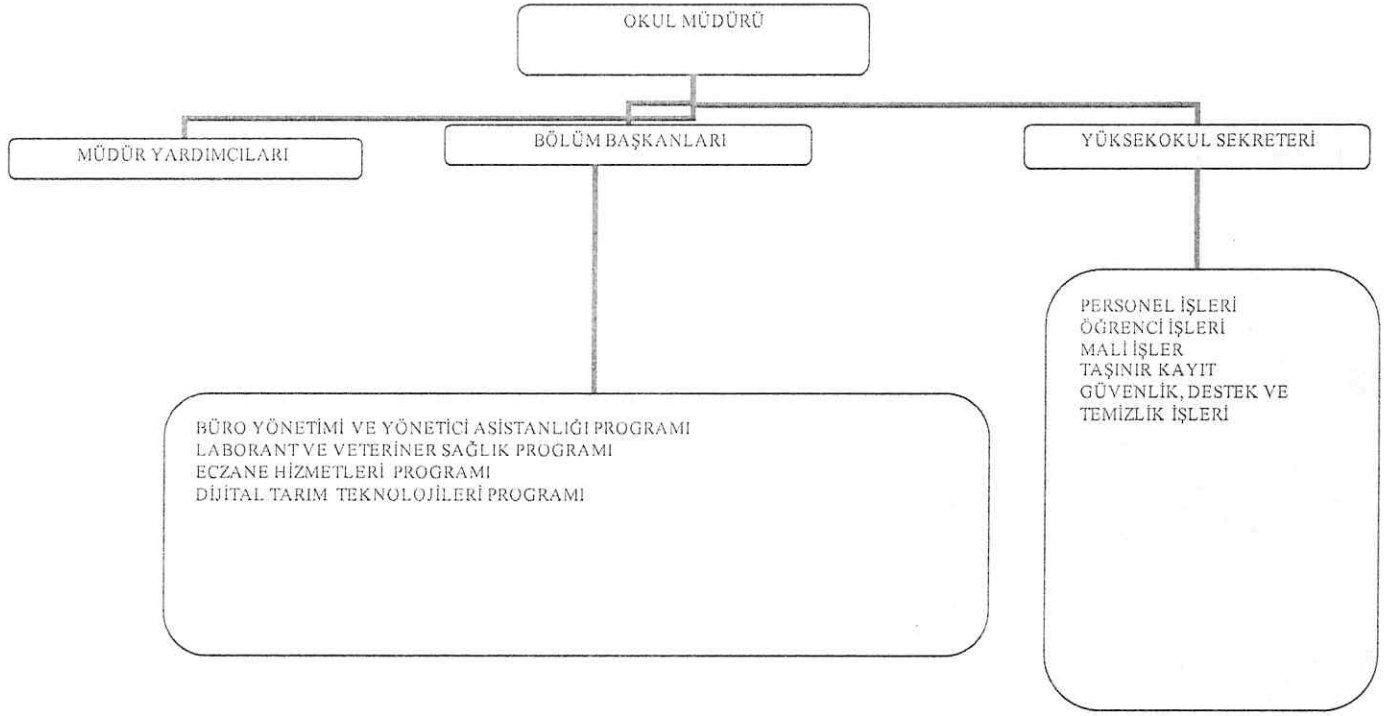 OKUL MÜDÜRÜ
MÜDÜR YARDIMCILARI
BÖLÜM BAŞKANLARI
YÜKSEKOKUL SEKRETERİ
BÜRO YÖNETİMİ VE YÖNETİCİ ASİSTANLIĞI PROGRAMI
LABORANT VE VETERİNER SAĞLIK PROGRAMI
ECZANE HİZMETLERİ PROGRAMI
DİJİTAL TARIM TEKNOLOJİLERİ PROGRAMI
PERSONEL İŞLERİ
ÖĞRENCİ İŞLERİ
MALİ İŞLER
TAŞINIR KAYIT
GÜVENLİK, DESTEK VE
TEMİZLİK İŞLERİ